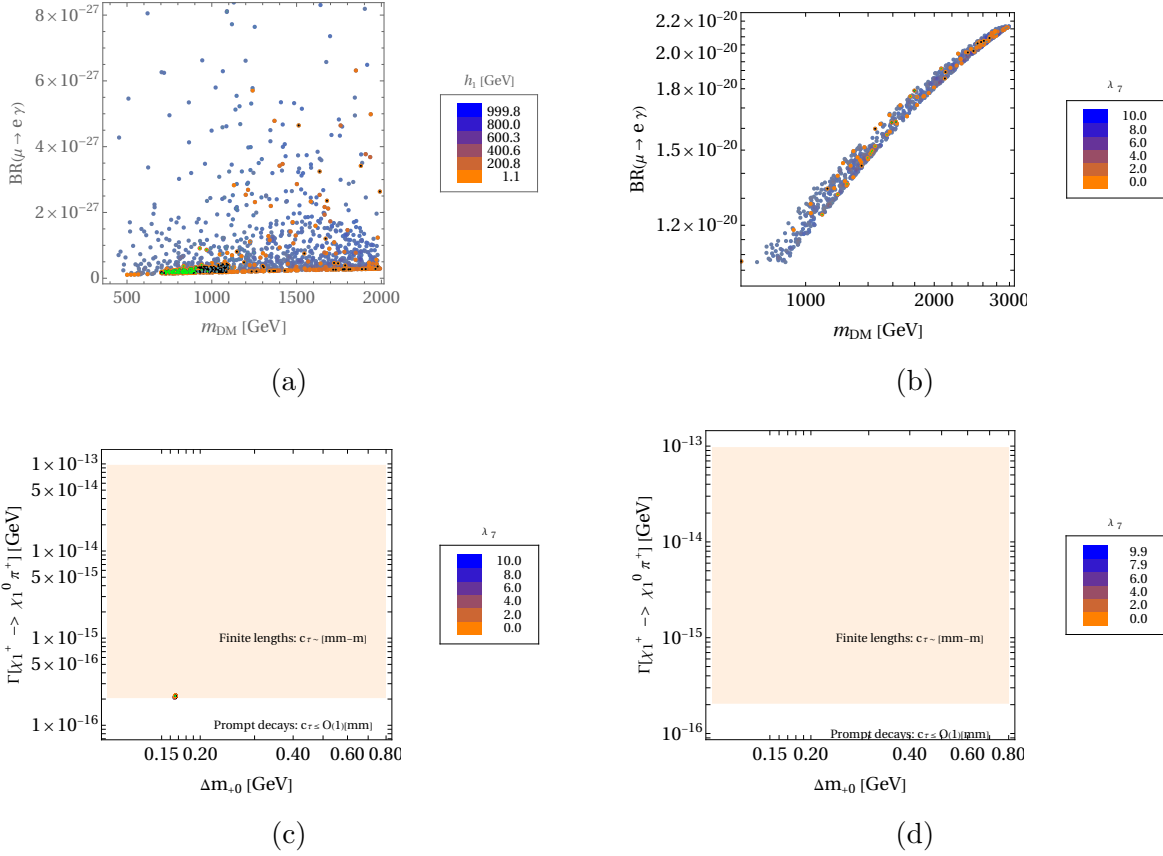 8×10⁻²⁷
6×10⁻²⁷
4×10⁻²⁷
2×10⁻²⁷
0
BR(μ→ e γ)
500 1000 1500 2000
m_DM [GeV]
h₁ [GeV]
999.8
800.0
600.3
400.6
200.8
1.1
(a)
2.2×10⁻²⁰
2.0×10⁻²⁰
1.8×10⁻²⁰
1.5×10⁻²⁰
1.2×10⁻²⁰
BR(μ→ e γ)
1000 2000 3000
m_DM [GeV]
λ ₇
10.0
8.0
6.0
4.0
2.0
0.0
(b)
1×10⁻¹³
5×10⁻¹⁴
1×10⁻¹⁴
5×10⁻¹⁵
1×10⁻¹⁵
5×10⁻¹⁶
1×10⁻¹⁶
Γ[χ₁⁺ -> χ₁⁰ π⁺] [GeV]
Finite lengths: cτ~ [mm-m]
Prompt decays: cτ≤ O(1)[mm]
0.15 0.20 0.40 0.60 0.80
Δm₊₀ [GeV]
λ ₇
10.0
8.0
6.0
4.0
2.0
0.0
(c)
10⁻¹³
10⁻¹⁴
10⁻¹⁵
10⁻¹⁶
Γ[χ₁⁺ -> χ₁⁰ π⁺] [GeV]
Finite lengths: cτ~ [mm-m]
Prompt decays: cτ≤ O(1)[mm]
0.15 0.20 0.40 0.60 0.80
Δm₊₀ [GeV]
λ ₇
9.9
7.9
6.0
4.0
2.0
0.0
(d)